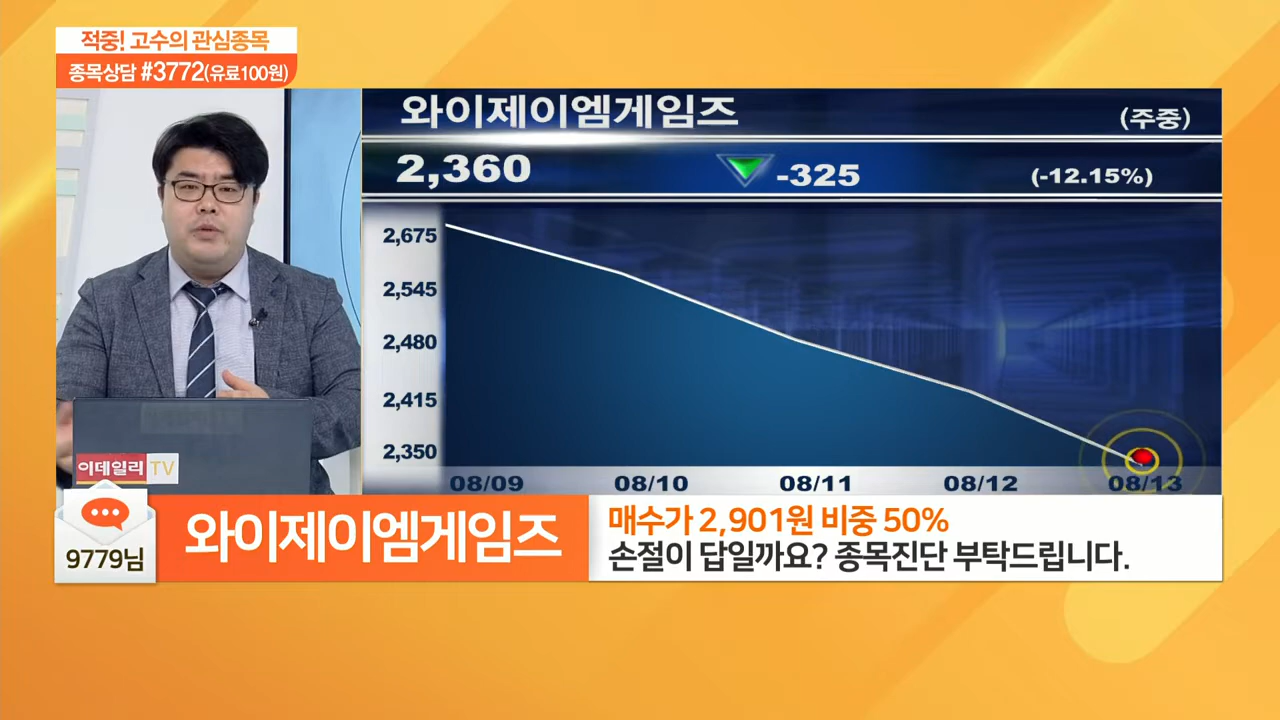 적중! 고수의 관심종목
종목상담 #3772(유료100원)
와이제이엠게임즈
(주중)
2,360
-325
(-12.15%)
2,675
2,545
2,480
2,415
2,350
08/09 08/10 08/11 08/12 08/13
이데일리 TV
9779님
와이제이엠게임즈
매수가 2,901원 비중 50%
손절이 답일까요? 종목진단 부탁드립니다.